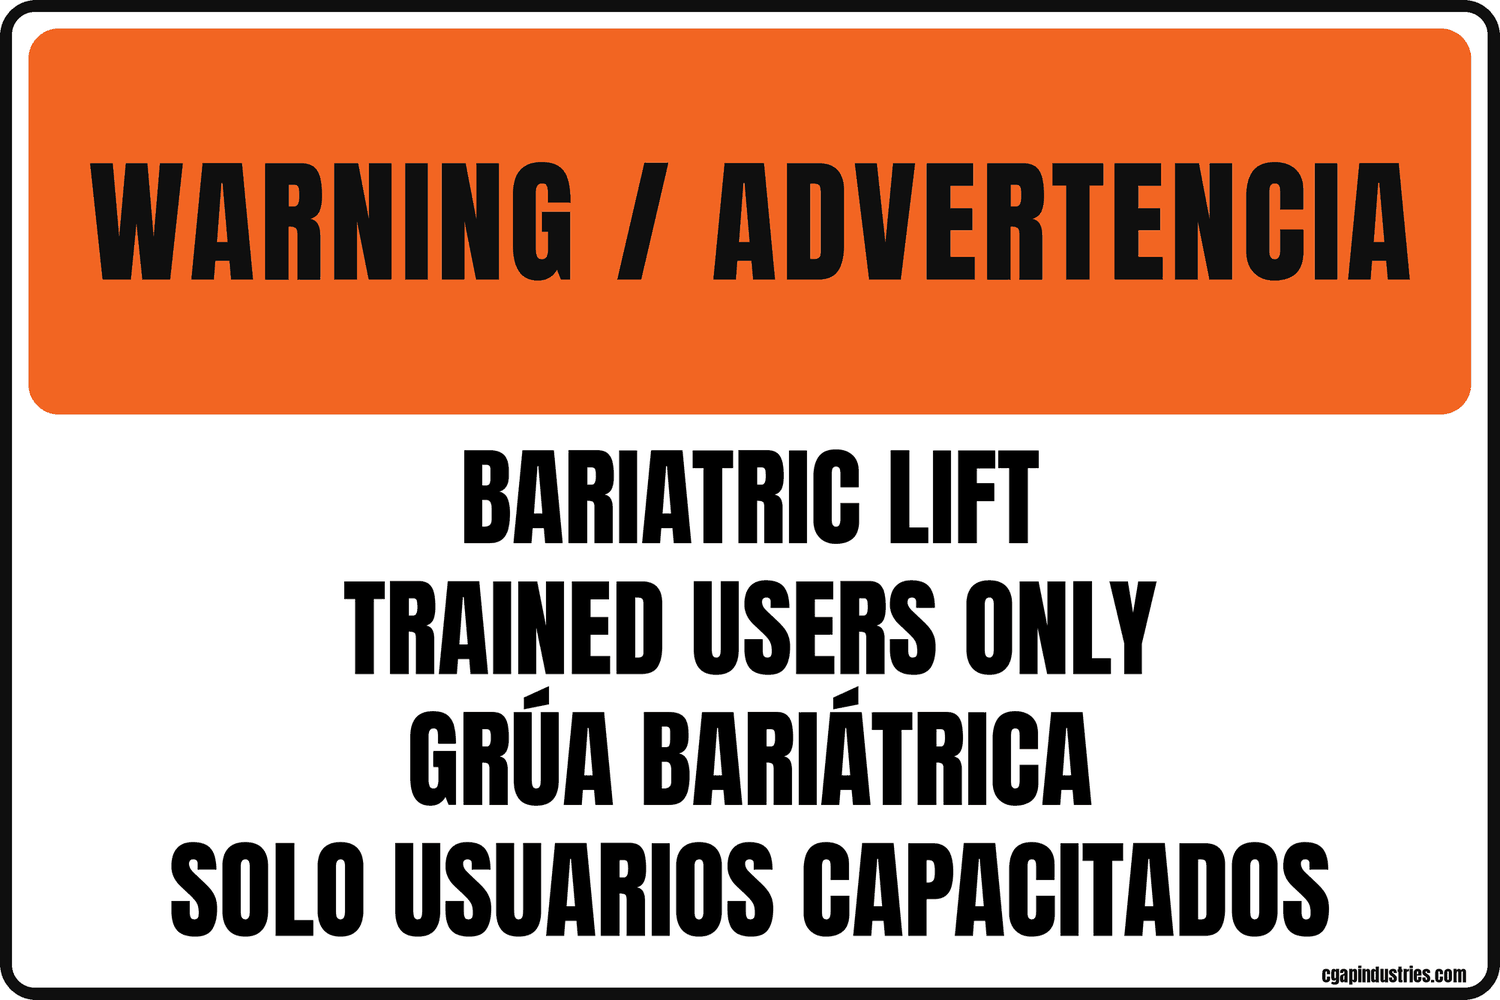 WARNING / ADVERTENCIA
BARIATRIC LIFT
TRAINED USERS ONLY
GRÚA BARIÁTRICA
SOLO USUARIOS CAPACITADOS
cgapindustries.com